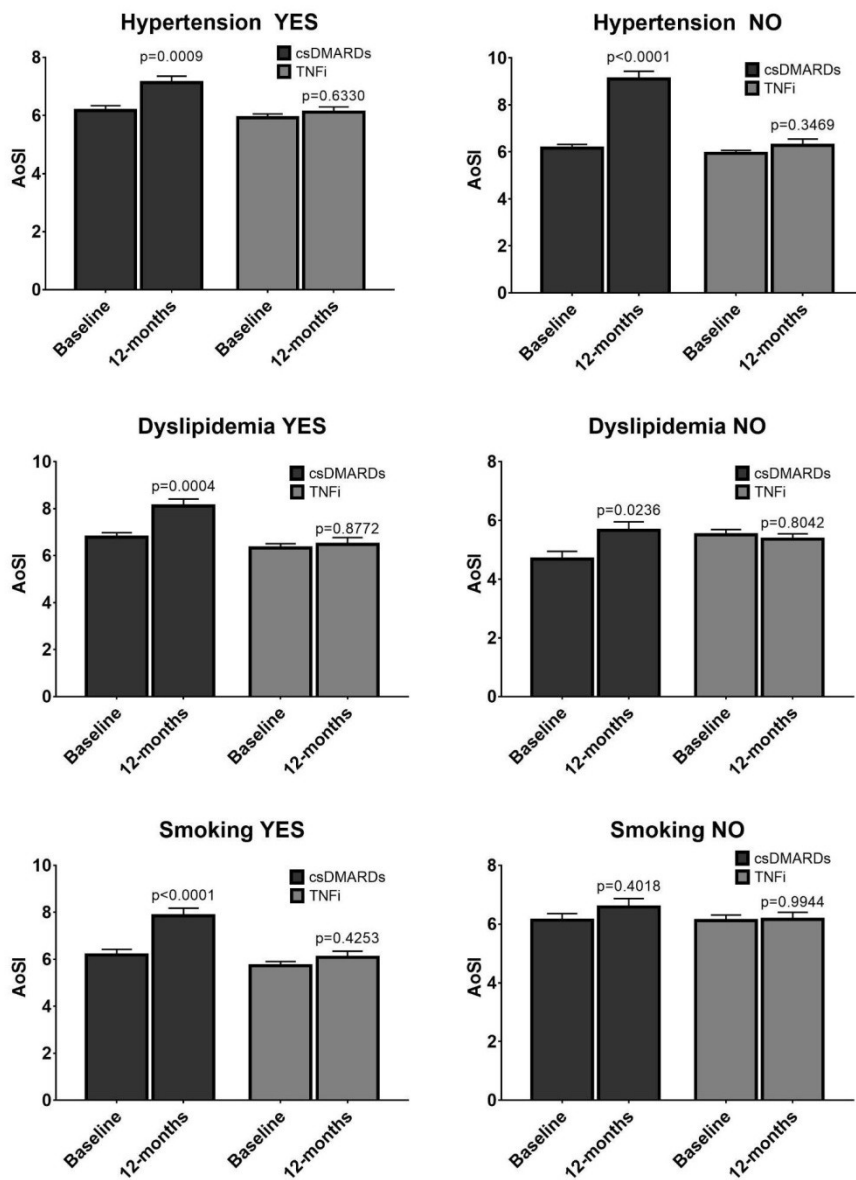 Hypertension YES
csDMARDs
TNFi
p=0.0009
p=0.6330
AoSI
8
6
4
2
0
Baseline
12-months
Baseline
12-months
Hypertension NO
csDMARDs
TNFi
p<0.0001
p=0.3469
AoSI
10
8
6
4
2
0
Baseline
12-months
Baseline
12-months
Dyslipidemia YES
csDMARDs
TNFi
p=0.0004
p=0.8772
AoSI
10
8
6
4
2
0
Baseline
12-months
Baseline
12-months
Dyslipidemia NO
csDMARDs
TNFi
p=0.0236
p=0.8042
AoSI
8
6
4
2
0
Baseline
12-months
Baseline
12-months
Smoking YES
csDMARDs
TNFi
p<0.0001
p=0.4253
AoSI
10
8
6
4
2
0
Baseline
12-months
Baseline
12-months
Smoking NO
csDMARDs
TNFi
p=0.4018
p=0.9944
AoSI
8
6
4
2
0
Baseline
12-months
Baseline
12-months